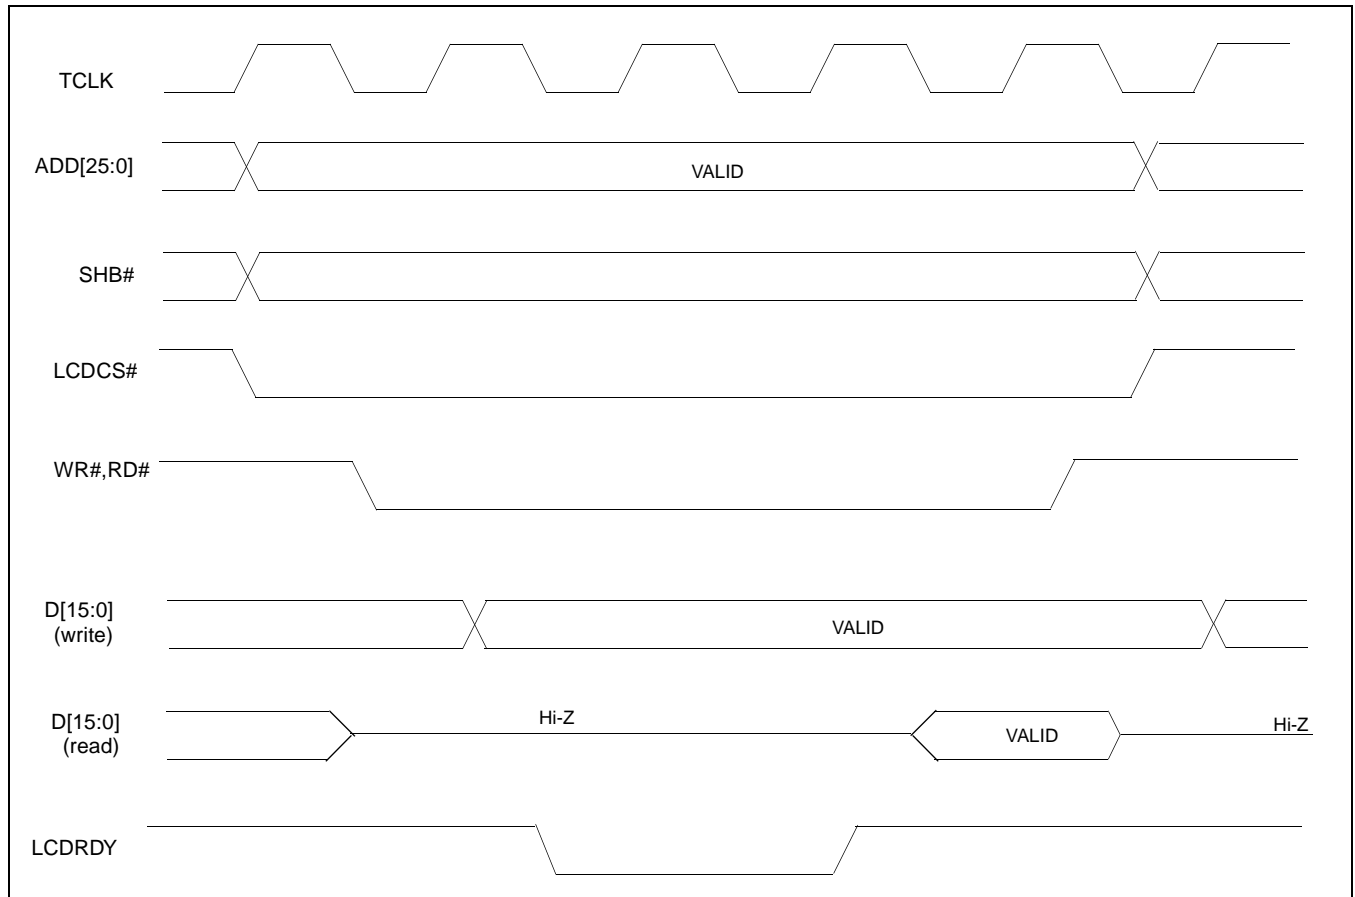 TCLK
ADD[25:0]
VALID
SHB#
LCDCS#
WR#,RD#
D[15:0]
(write)
VALID
D[15:0]
(read)
Hi-Z
VALID
Hi-Z
LCDRDY